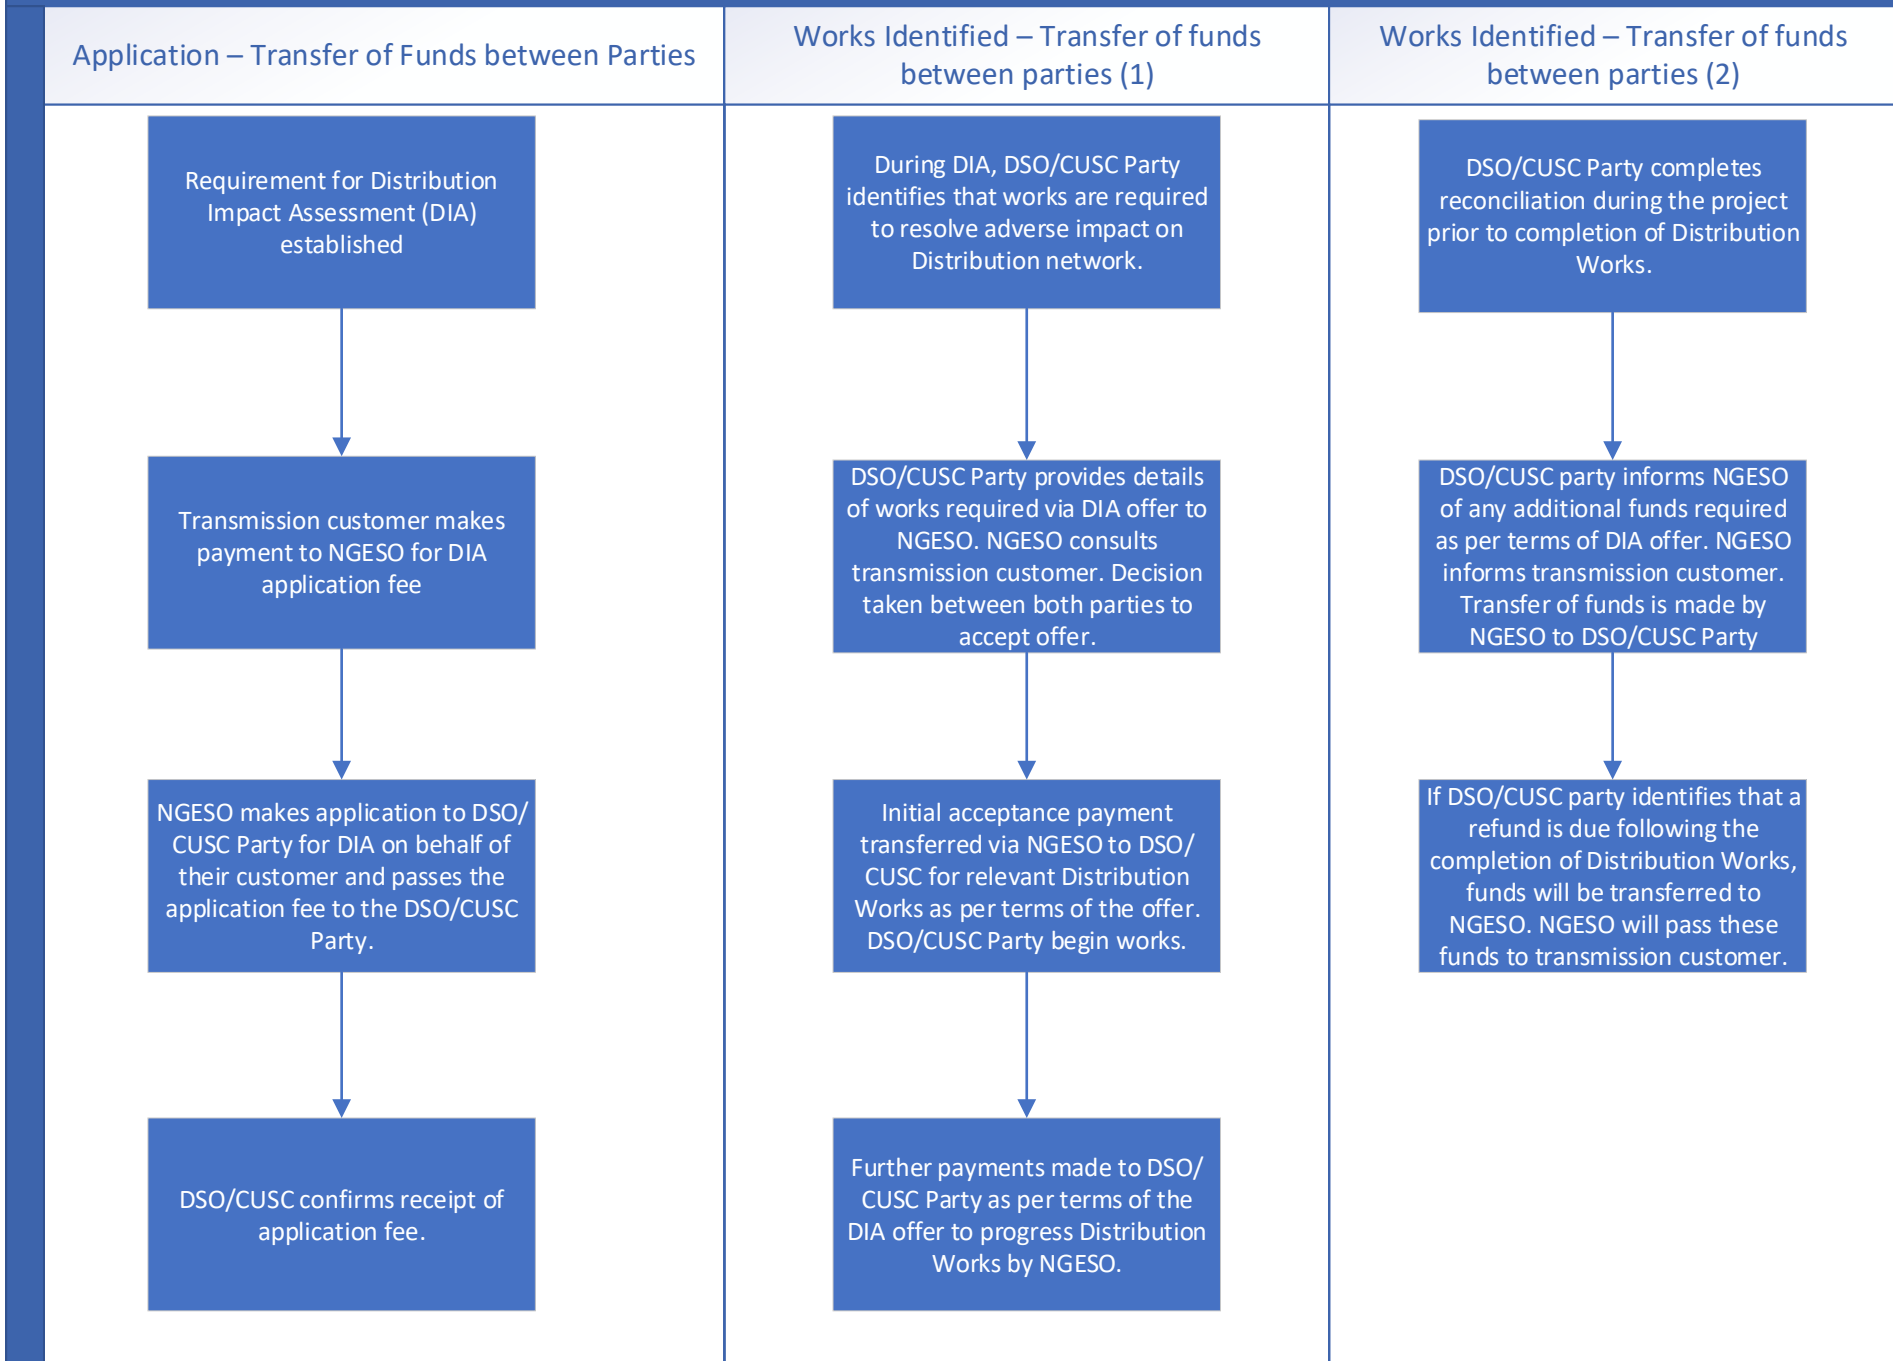 Application – Transfer of Funds between Parties
Works Identified – Transfer of funds
between parties (1)
Works Identified – Transfer of funds
between parties (2)
Requirement for Distribution
Impact Assessment (DIA)
established
Transmission customer makes
payment to NGESO for DIA
application fee
NGESO makes application to DSO/
CUSC Party for DIA on behalf of
their customer and passes the
application fee to the DSO/CUSC
Party.
DSO/CUSC confirms receipt of
application fee.
During DIA, DSO/CUSC Party
identifies that works are required
to resolve adverse impact on
Distribution network.
DSO/CUSC Party provides details
of works required via DIA offer to
NGESO. NGESO consults
transmission customer. Decision
taken between both parties to
accept offer.
Initial acceptance payment
transferred via NGESO to DSO/
CUSC for relevant Distribution
Works as per terms of the offer.
DSO/CUSC Party begin works.
Further payments made to DSO/
CUSC Party as per terms of the
DIA offer to progress Distribution
Works by NGESO.
DSO/CUSC Party completes
reconciliation during the project
prior to completion of Distribution
Works.
DSO/CUSC party informs NGESO
of any additional funds required
as per terms of DIA offer. NGESO
informs transmission customer.
Transfer of funds is made by
NGESO to DSO/CUSC Party
If DSO/CUSC party identifies that a
refund is due following the
completion of Distribution Works,
funds will be transferred to
NGESO. NGESO will pass these
funds to transmission customer.